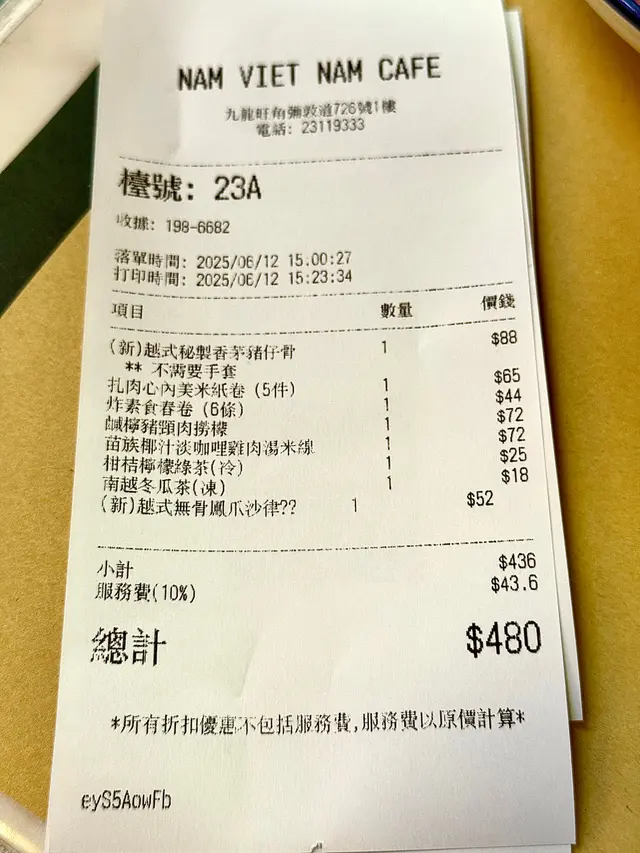 NAM VIET NAM CAFE
九龍旺角彌敦道726號1樓
電話: 23119333
檯號: 23A
收據: 198-6682
落單時間: 2025/06/12 15:00:27
打印時間: 2025/06/12 15:23:34
項目 數量 價錢
(新)越式秘製香茅豬仔骨 1 $88
** 不需要手套
扎肉心內美米紙卷 (5件) 1 $65
炸素食春卷 (6條) 1 $44
鹹檸豬頸肉撈檬 1 $72
苗族椰汁淡咖哩雞肉湯米線 1 $72
柑桔檸檬綠茶(冷) 1 $25
南越冬瓜茶(凍) 1 $18
(新)越式無骨鳳爪沙律?? 1 $52
小計 $436
服務費(10%) $43.6
總計 $480
*所有折扣優惠不包括服務費,服務費以原價計算*
eyS5AowFb